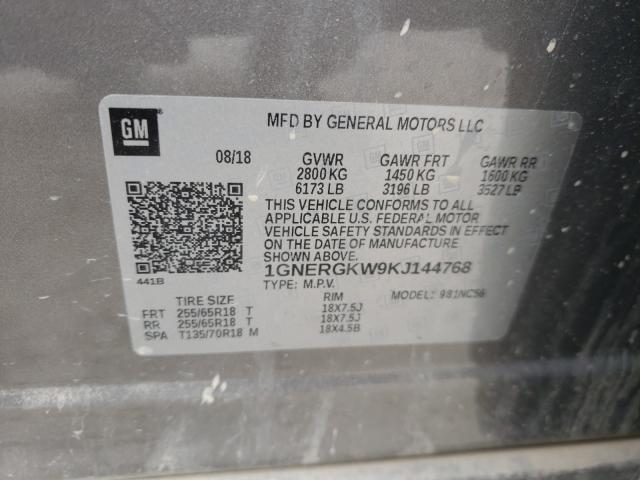 GM
MFD BY GENERAL MOTORS LLC
08/18 GVWR GAWR FRT GAWR RR
2800 KG 1450 KG 1600 KG
6173 LB 3196 LB 3527 LB
THIS VEHICLE CONFORMS TO ALL
APPLICABLE U.S. FEDERAL MOTOR
VEHICLE SAFETY STANDARDS IN EFFECT
ON THE DATE OF MANUFACTURE
SHOWN ABOVE.
1GNERGKW9KJ144768
441B
TYPE: M.P.V. MODEL: 981NC56
TIRE SIZE RIM
FRT 255/65R18 T 18X7.5J
RR 255/65R18 T 18X7.5J
SPA T135/70R18 M 18X4.5B